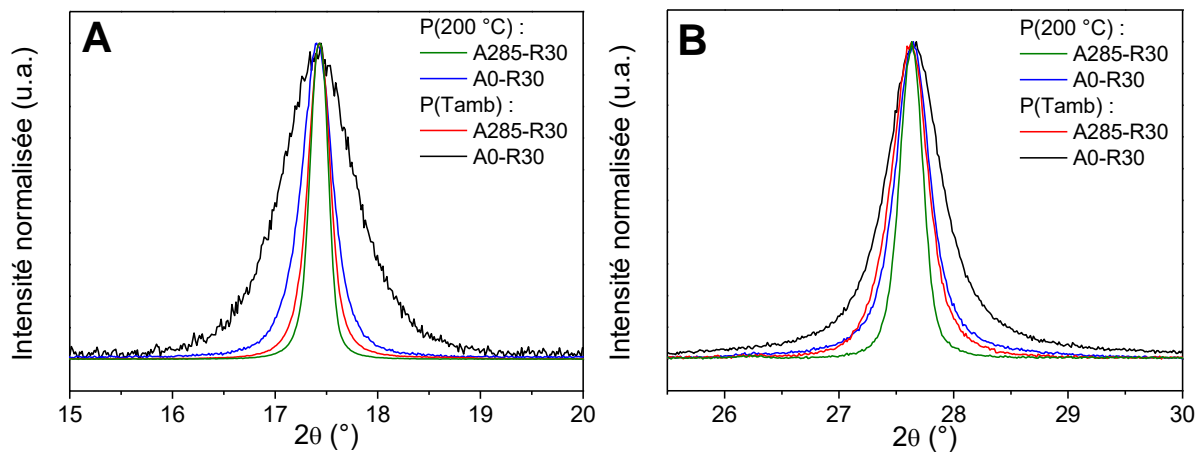 A
P(200 °C) :
A285-R30
A0-R30
P(Tamb) :
A285-R30
A0-R30
Intensité normalisée (u.a.)
15 16 17 18 19 20
2θ (°)
B
P(200 °C) :
A285-R30
A0-R30
P(Tamb) :
A285-R30
A0-R30
Intensité normalisée (u.a.)
26 27 28 29 30
2θ (°)